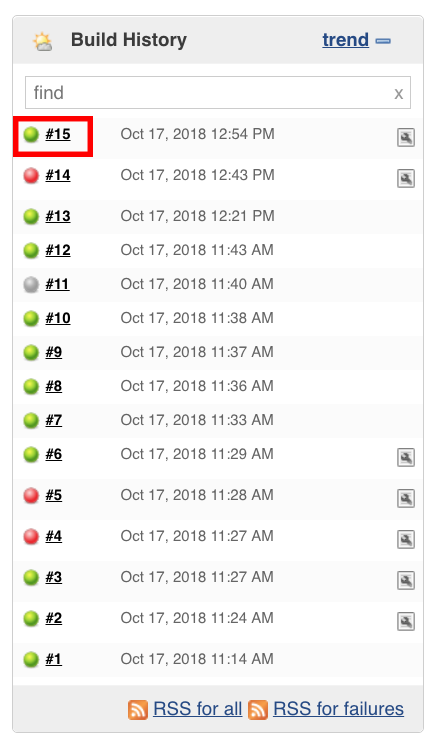 Build History trend
find x
#15 Oct 17, 2018 12:54 PM
#14 Oct 17, 2018 12:43 PM
#13 Oct 17, 2018 12:21 PM
#12 Oct 17, 2018 11:43 AM
#11 Oct 17, 2018 11:40 AM
#10 Oct 17, 2018 11:38 AM
#9 Oct 17, 2018 11:37 AM
#8 Oct 17, 2018 11:36 AM
#7 Oct 17, 2018 11:33 AM
#6 Oct 17, 2018 11:29 AM
#5 Oct 17, 2018 11:28 AM
#4 Oct 17, 2018 11:27 AM
#3 Oct 17, 2018 11:27 AM
#2 Oct 17, 2018 11:24 AM
#1 Oct 17, 2018 11:14 AM
RSS for all RSS for failures